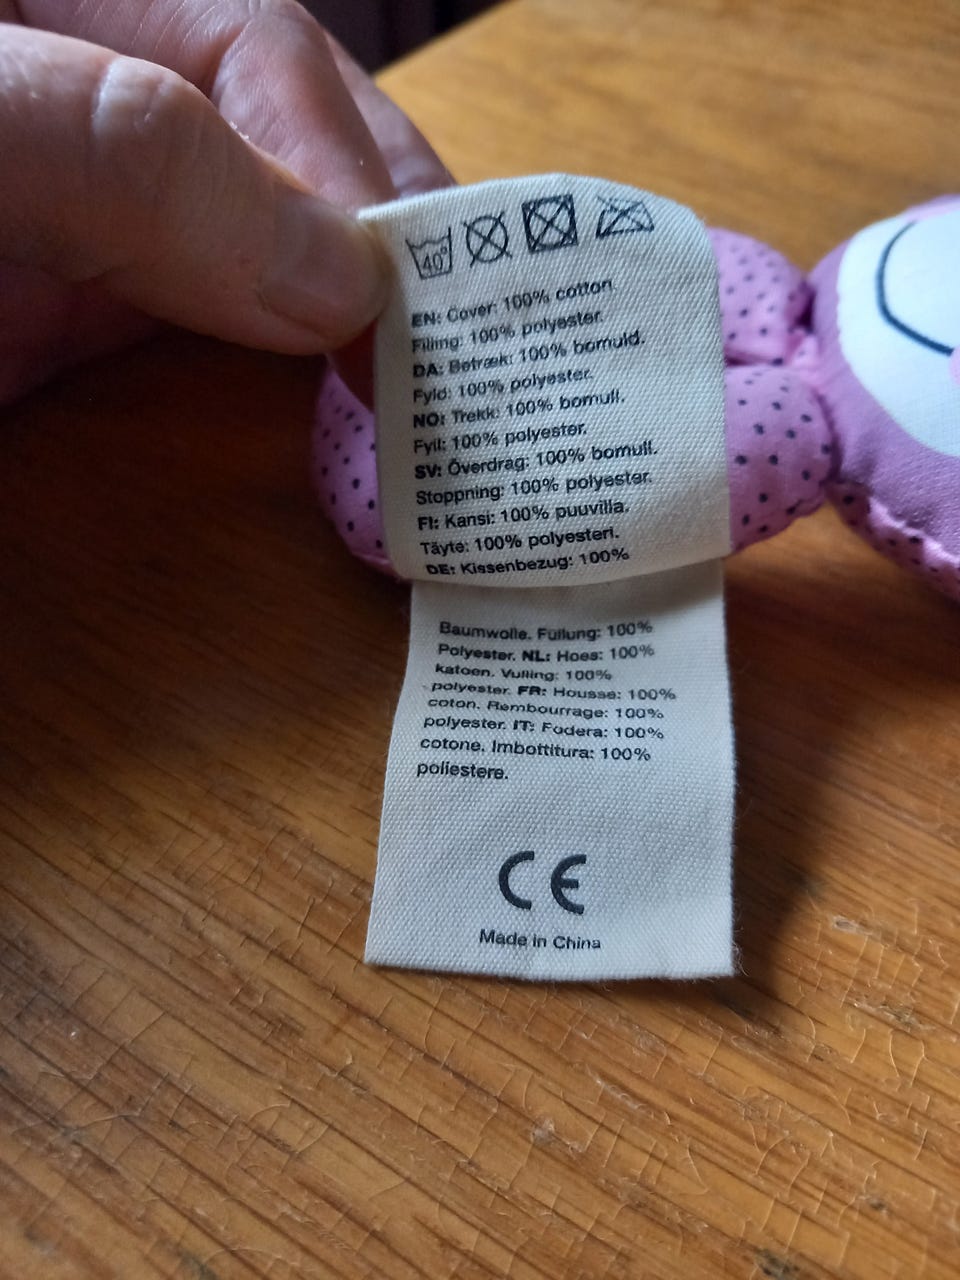 40°
EN: Cover: 100% cotton.
Filling: 100% polyester.
DA: Betræk: 100% bomuld.
Fyld: 100% polyester.
NO: Trekk: 100% bomull.
Fyll: 100% polyester.
SV: Överdrag: 100% bomull.
Stoppning: 100% polyester.
FI: Kansi: 100% puuvilla.
Täyte: 100% polyesteri.
DE: Kissenbezug: 100%
Baumwolle. Füllung: 100%
Polyester. NL: Hoes: 100%
katoen. Vulling: 100%
polyester. FR: Housse: 100%
coton. Rembourrage: 100%
polyester. IT: Fodera: 100%
cotone. Imbottitura: 100%
poliestere.
CE
Made in China